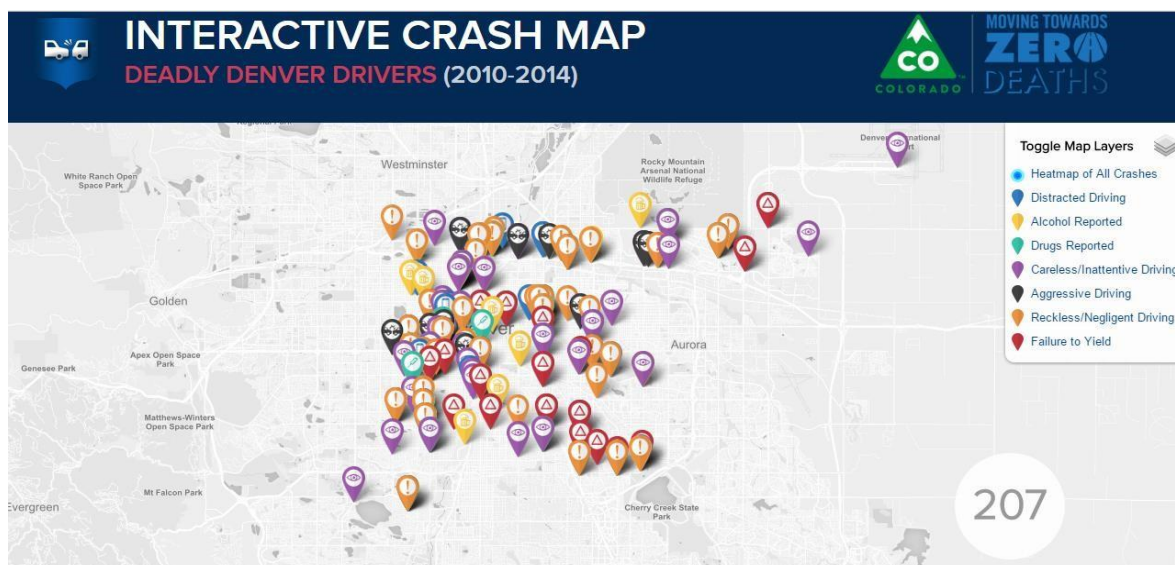 INTERACTIVE CRASH MAP
DEADLY DENVER DRIVERS (2010-2014)
CO
COLORADO
MOVING TOWARDS
ZERO
DEATHS
Westminster
White Ranch Open
Space Park
Rocky Mountain
Arsenal National
Wildlife Refuge
Golden
Apex Open Space
Park
Genesee Park
Aurora
Matthews-Winters
Open Space Park
Mt Falcon Park
Evergreen
Cherry Creek State
Park
Toggle Map Layers
Heatmap of All Crashes
Distracted Driving
Alcohol Reported
Drugs Reported
Careless/Inattentive Driving
Aggressive Driving
Reckless/Negligent Driving
Failure to Yield
207